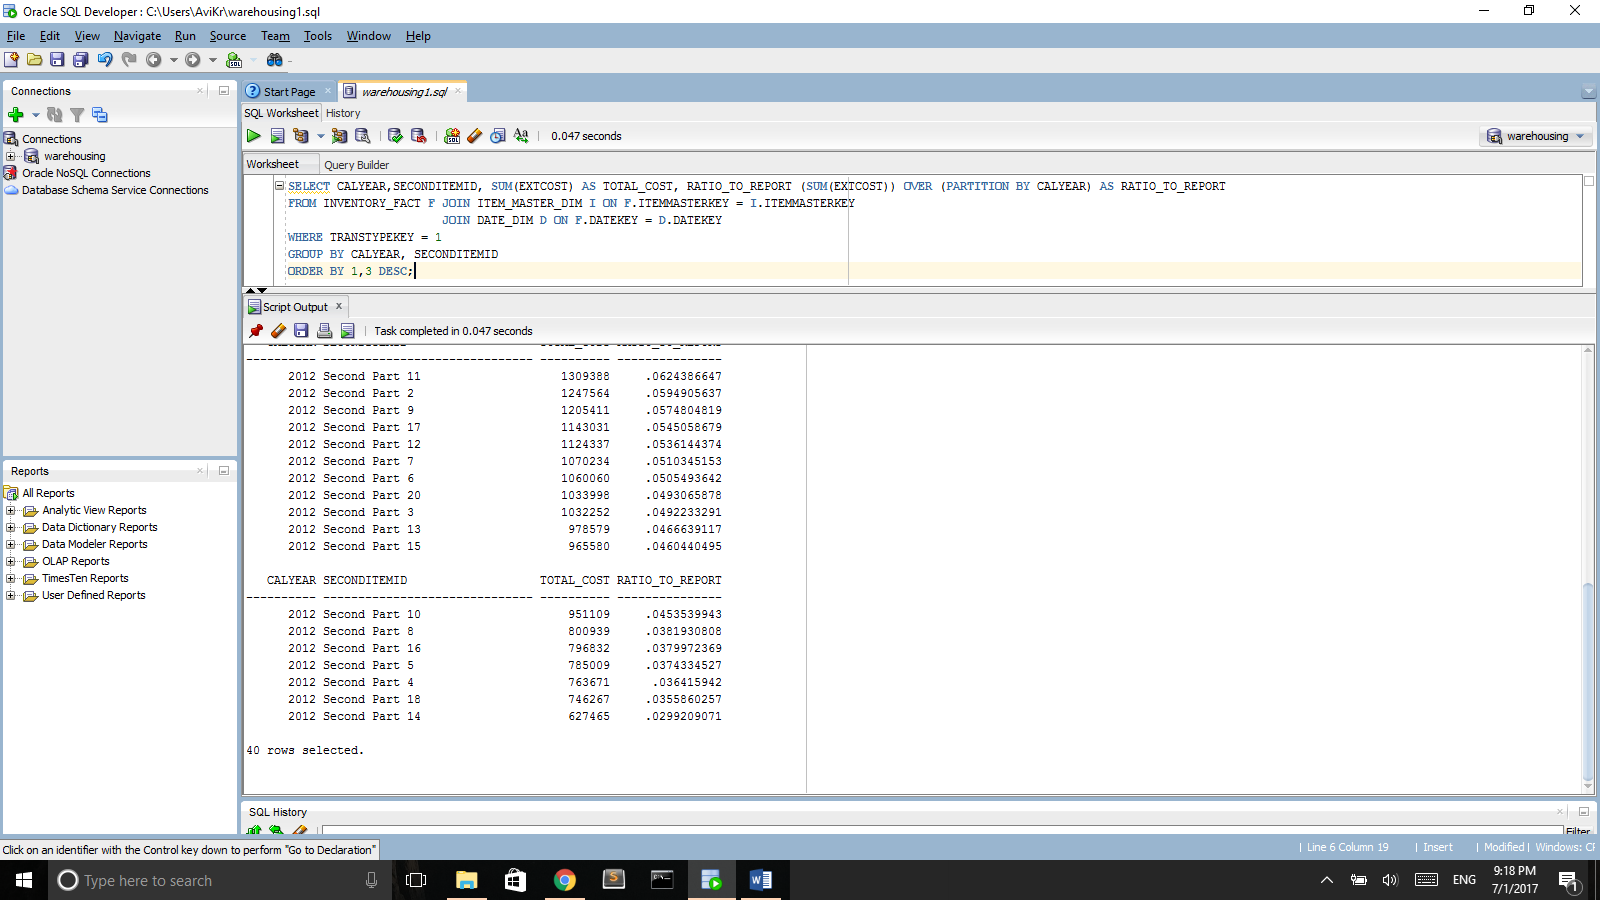 Oracle SQL Developer : C:\Users\AviKr\warehousing1.sql
File Edit View Navigate Run Source Team Tools Window Help
Connections
Connections
warehousing
Oracle NoSQL Connections
Database Schema Service Connections
Reports
All Reports
Analytic View Reports
Data Dictionary Reports
Data Modeler Reports
OLAP Reports
TimesTen Reports
User Defined Reports
Start Page warehousing1.sql
SQL Worksheet History
0.047 seconds
warehousing
Worksheet Query Builder
SELECT CALYEAR,SECONDITEMID, SUM(EXTCOST) AS TOTAL_COST, RATIO_TO_REPORT (SUM(EXTCOST)) OVER (PARTITION BY CALYEAR) AS RATIO_TO_REPORT
FROM INVENTORY_FACT F JOIN ITEM_MASTER_DIM I ON F.ITEMMASTERKEY = I.ITEMMASTERKEY
JOIN DATE_DIM D ON F.DATEKEY = D.DATEKEY
WHERE TRANSTYPEKEY = 1
GROUP BY CALYEAR, SECONDITEMID
ORDER BY 1,3 DESC;
Script Output
Task completed in 0.047 seconds
---------- ------------------------------ ---------- ---------------
2012 Second Part 11 1309388 .0624386647
2012 Second Part 2 1247564 .0594905637
2012 Second Part 9 1205411 .0574804819
2012 Second Part 17 1143031 .0545058679
2012 Second Part 12 1124337 .0536144374
2012 Second Part 7 1070234 .0510345153
2012 Second Part 6 1060060 .0505493642
2012 Second Part 20 1033998 .0493065878
2012 Second Part 3 1032252 .0492233291
2012 Second Part 13 978579 .0466639117
2012 Second Part 15 965580 .0460440495
CALYEAR SECONDITEMID TOTAL_COST RATIO_TO_REPORT
---------- ------------------------------ ---------- ---------------
2012 Second Part 10 951109 .0453539943
2012 Second Part 8 800939 .0381930808
2012 Second Part 16 796832 .0379972369
2012 Second Part 5 785009 .0374334527
2012 Second Part 4 763671 .036415942
2012 Second Part 18 746267 .0355860257
2012 Second Part 14 627465 .0299209071
40 rows selected.
SQL History
Filter
Click on an identifier with the Control key down to perform "Go to Declaration"
Line 6 Column 19 Insert Modified Windows: CF
Type here to search
ENG
9:18 PM
7/1/2017
1